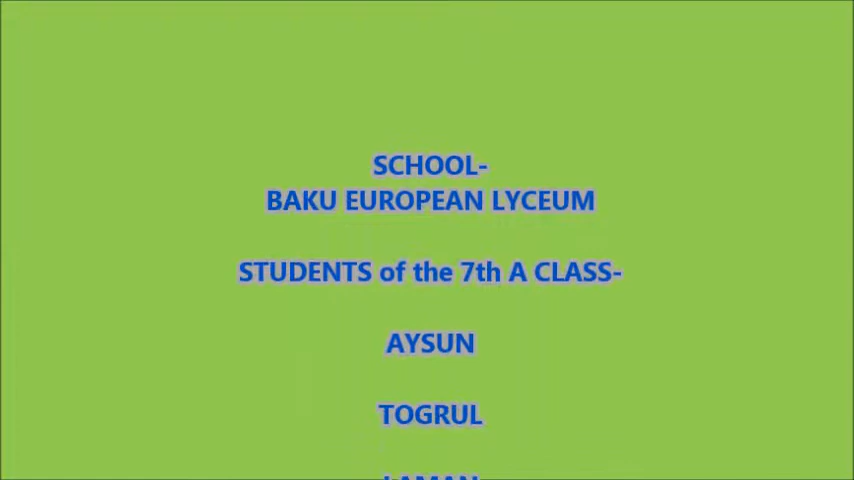 SCHOOL-
BAKU EUROPEAN LYCEUM
STUDENTS of the 7th A CLASS-
AYSUN
TOGRUL